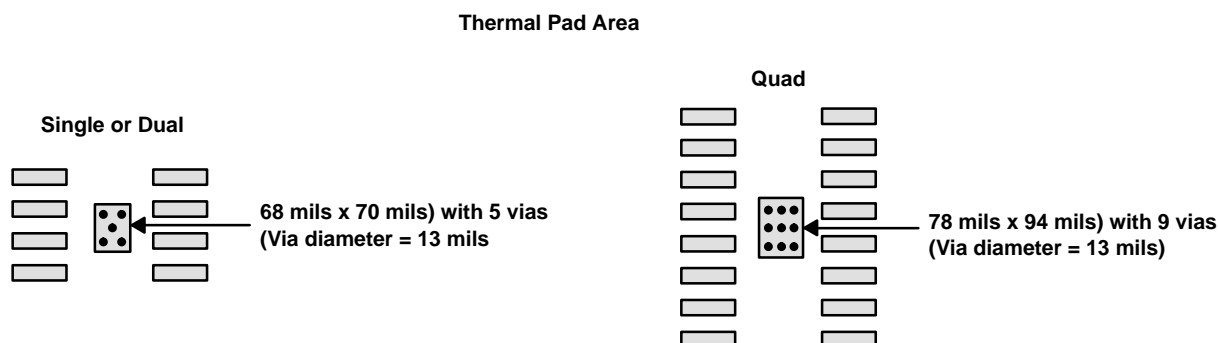 Thermal Pad Area
Single or Dual
68 mils x 70 mils) with 5 vias
(Via diameter = 13 mils
Quad
78 mils x 94 mils) with 9 vias
(Via diameter = 13 mils)